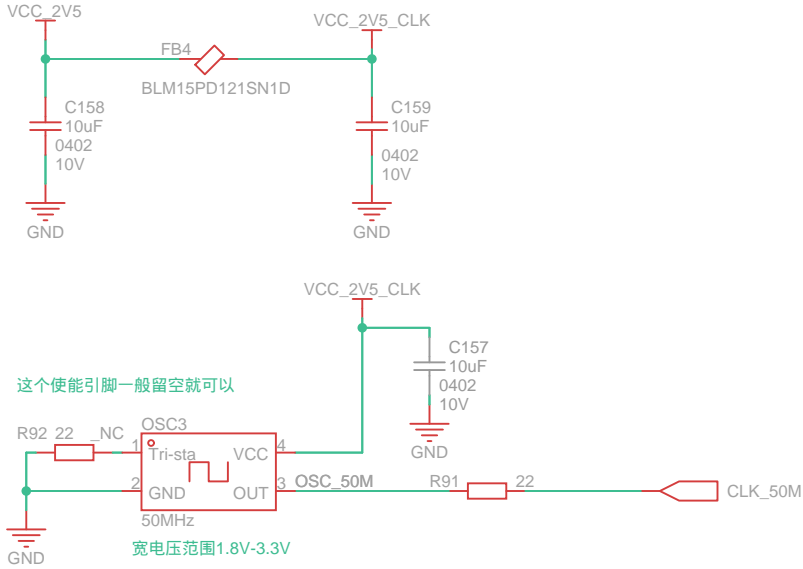 VCC_2V5
VCC_2V5_CLK
FB4
BLM15PD121SN1D
C158
10uF
0402
10V
C159
10uF
0402
10V
GND
GND
VCC_2V5_CLK
C157
10uF
0402
10V
GND
这个使能引脚一般留空就可以
R92 22 _NC
OSC3
1
Tri-sta
VCC
4
2
GND
OUT
3
OSC_50M
R91
22
CLK_50M
50MHz
宽电压范围1.8V-3.3V
GND